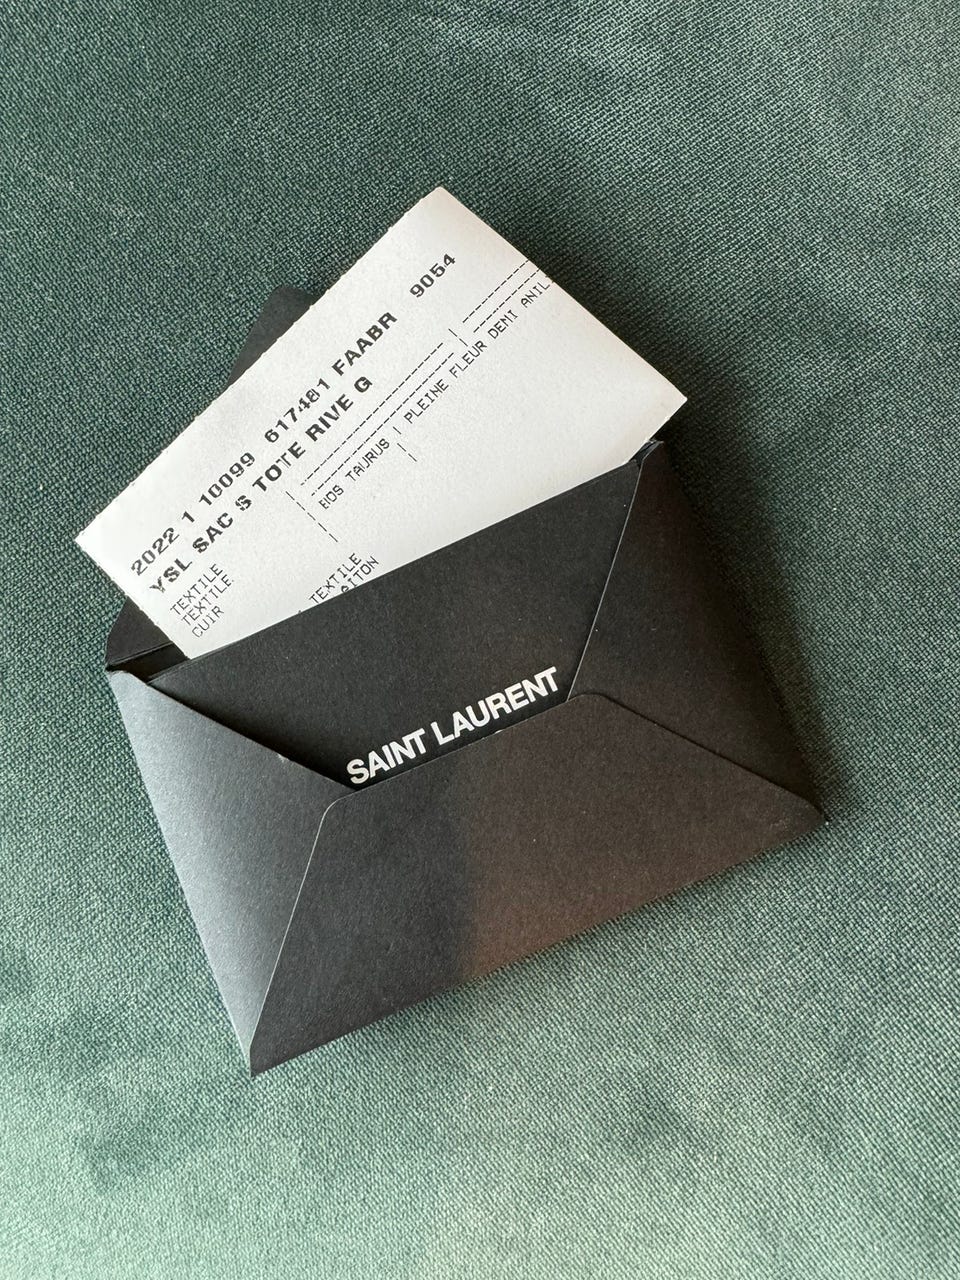 2022 1 10099 617481 FAABR 9054
YSL SAC S TOTE RIVE G
BOS TAURUS | PLEINE FLEUR DEMI ANIL
TEXTILE
TEXTILE TEXTILE
CUIR
SAINT LAURENT